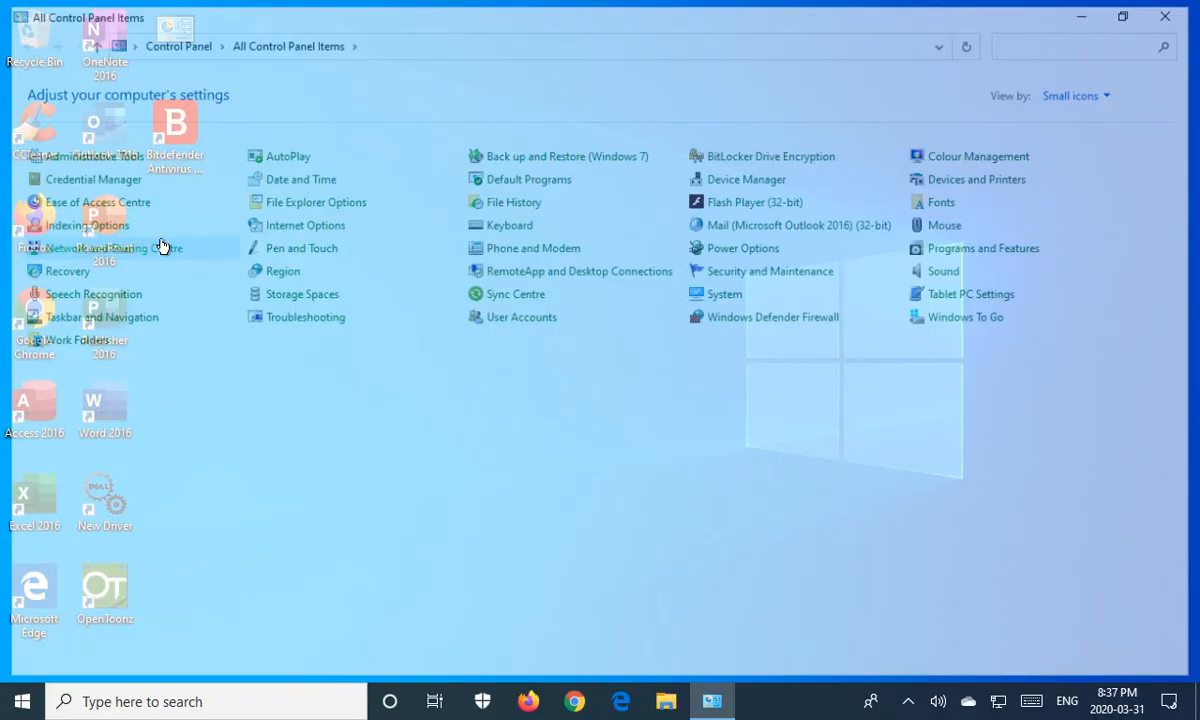 All Control Panel Items
Control Panel > All Control Panel Items >
Adjust your computer's settings
View by: Small icons
Administrative Tools
AutoPlay
Back up and Restore (Windows 7)
BitLocker Drive Encryption
Colour Management
Credential Manager
Date and Time
Default Programs
Device Manager
Devices and Printers
Ease of Access Centre
File Explorer Options
File History
Flash Player (32-bit)
Fonts
Indexing Options
Internet Options
Keyboard
Mail (Microsoft Outlook 2016) (32-bit)
Mouse
Network and Sharing Centre
Pen and Touch
Phone and Modem
Power Options
Programs and Features
Recovery
Region
RemoteApp and Desktop Connections
Security and Maintenance
Sound
Speech Recognition
Storage Spaces
Sync Centre
System
Tablet PC Settings
Taskbar and Navigation
Troubleshooting
User Accounts
Windows Defender Firewall
Windows To Go
Work Folders
Recycle Bin
OneNote
2016
Outlook 2016
Bitdefender
Antivirus ...
2016
Google
Chrome
Publisher
2016
Access 2016
Word 2016
Excel 2016
DELL
New Driver
Microsoft
Edge
OT
OpenToonz
Type here to search
ENG
8:37 PM
2020-03-31